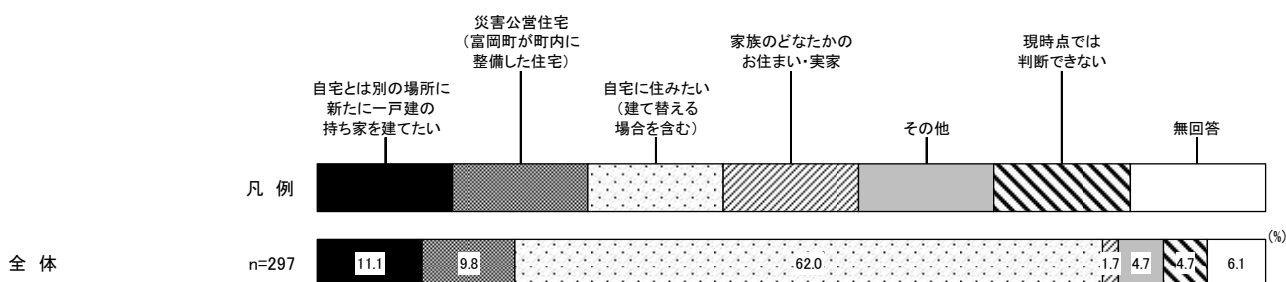 自宅とは別の場所に
新たに一戸建の
持ち家を建てたい
災害公営住宅
（富岡町が町内に
整備した住宅）
自宅に住みたい
（建て替える
場合を含む）
家族のどなたかの
お住まい・実家
その他
現時点では
判断できない
無回答
凡 例
(%)
全 体 n=297 11.1 9.8 62.0 1.7 4.7 4.7 6.1